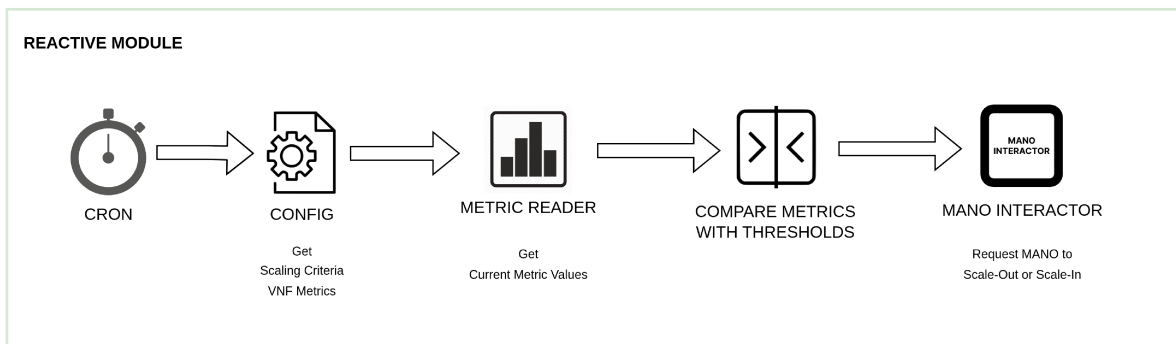 REACTIVE MODULE
CRON
CONFIG
Get
Scaling Criteria
VNF Metrics
METRIC READER
Get
Current Metric Values
COMPARE METRICS
WITH THRESHOLDS
MANO
INTERACTOR
MANO INTERACTOR
Request MANO to
Scale-Out or Scale-In